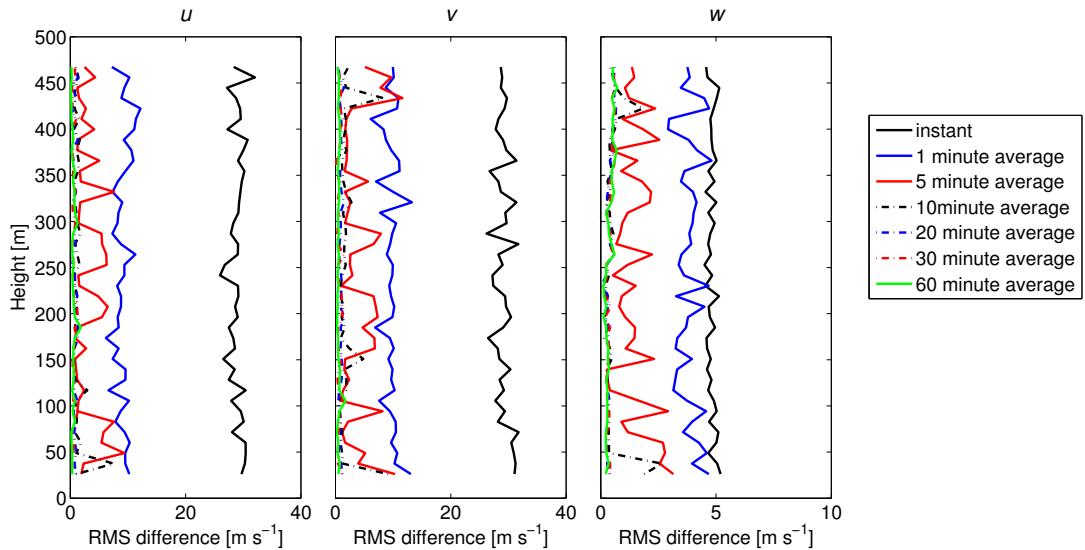 u
v
w
500
450
400
350
300
250
200
150
100
50
0
Height [m]
0 20 40
0 20 40
0 5 10
RMS difference [m s⁻¹]
RMS difference [m s⁻¹]
RMS difference [m s⁻¹]
instant
1 minute average
5 minute average
10minute average
20 minute average
30 minute average
60 minute average